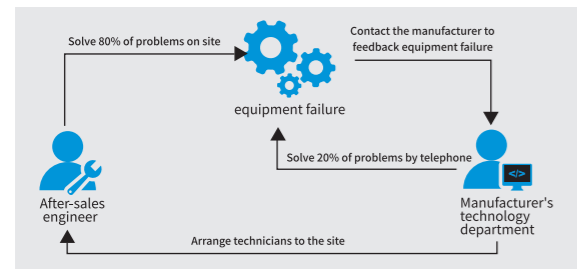 Solve 80% of problems on site
Contact the manufacturer to
feedback equipment failure
equipment failure
Solve 20% of problems by telephone
</>
After-sales
engineer
Manufacturer's
technology
department
Arrange technicians to the site